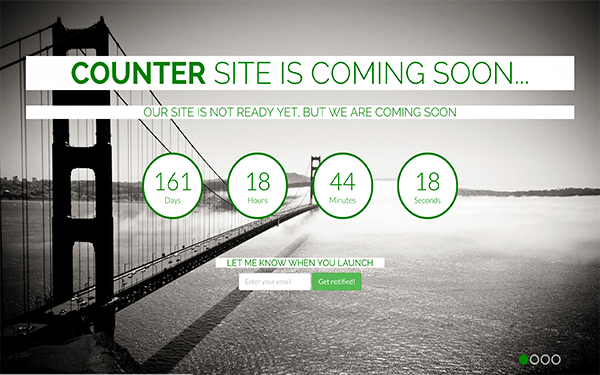 COUNTER SITE IS COMING SOON...
OUR SITE IS NOT READY YET, BUT WE ARE COMING SOON
161 18 44 18
Days Hours Minutes Seconds
LET ME KNOW WHEN YOU LAUNCH
Enter your email Get notified!